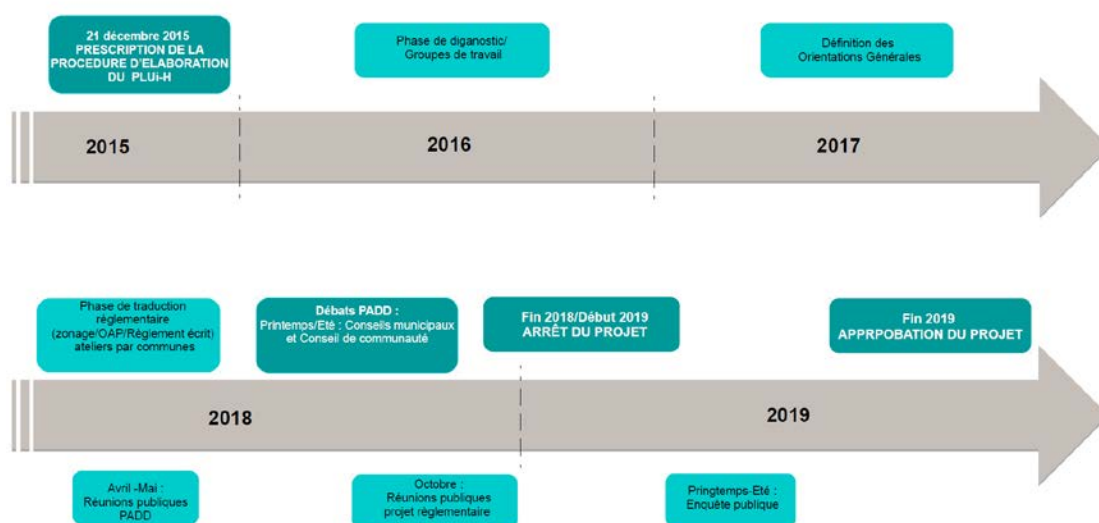 21 décembre 2015
PRESCRIPTION DE LA
PROCEDURE D'ELABORATION
DU PLUi-H
Phase de diganostic/
Groupes de travail
Définition des
Orientations Générales
2015
2016
2017
Phase de traduction
réglementaire
(zonage/OAP/Réglement écrit)
ateliers par communes
Débats PADD :
Printemps/Eté : Conseils municipaux
et Conseil de communauté
Fin 2018/Début 2019
ARRÊT DU PROJET
Fin 2019
APPRPOBATION DU PROJET
2018
2019
Avril -Mai :
Réunions publiques
PADD
Octobre :
Réunions publiques
projet règlementaire
Pringtemps-Eté :
Enquête publique